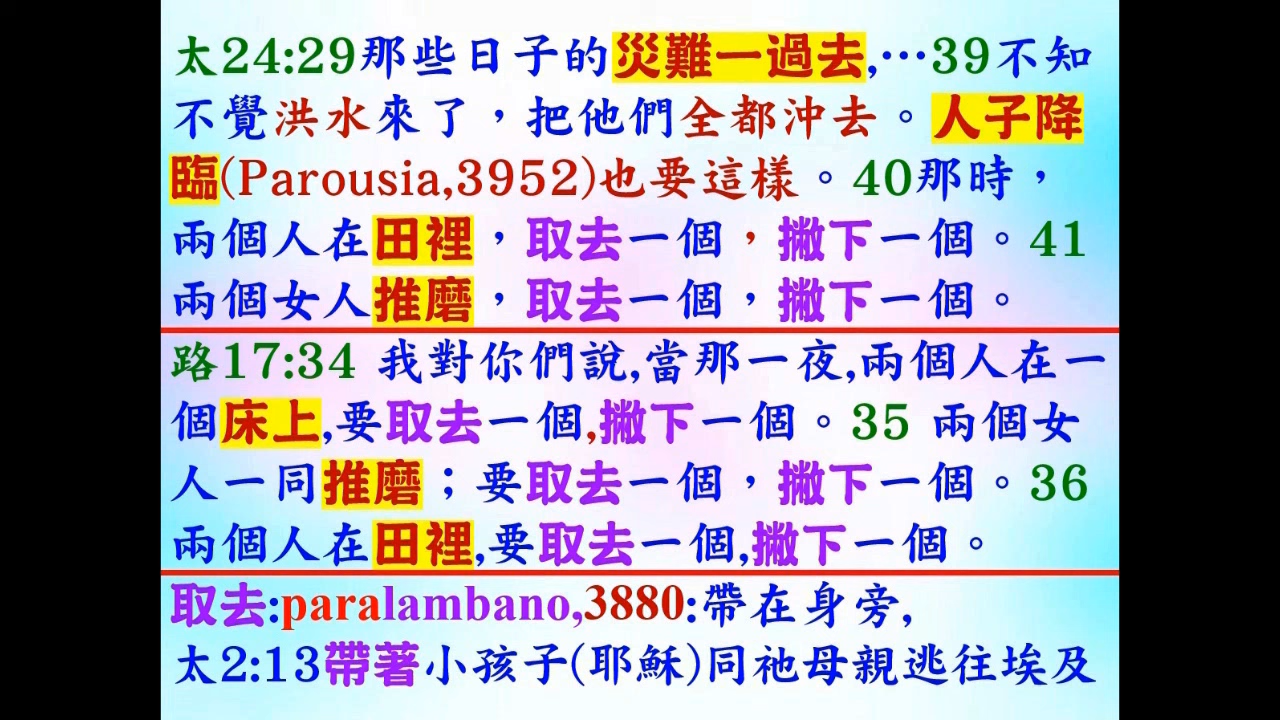 太24:29那些日子的災難一過去,…39不知
不覺洪水來了，把他們全都沖去。人子降
臨(Parousia,3952)也要這樣。40那時，
兩個人在田裡，取去一個，撇下一個。41
兩個女人推磨，取去一個，撇下一個。
路17:34 我對你們說,當那一夜,兩個人在一
個床上,要取去一個,撇下一個。35 兩個女
人一同推磨；要取去一個，撇下一個。36
兩個人在田裡,要取去一個,撇下一個。
取去:paralambano,3880:帶在身旁,
太2:13帶著小孩子(耶穌)同祂母親逃往埃及